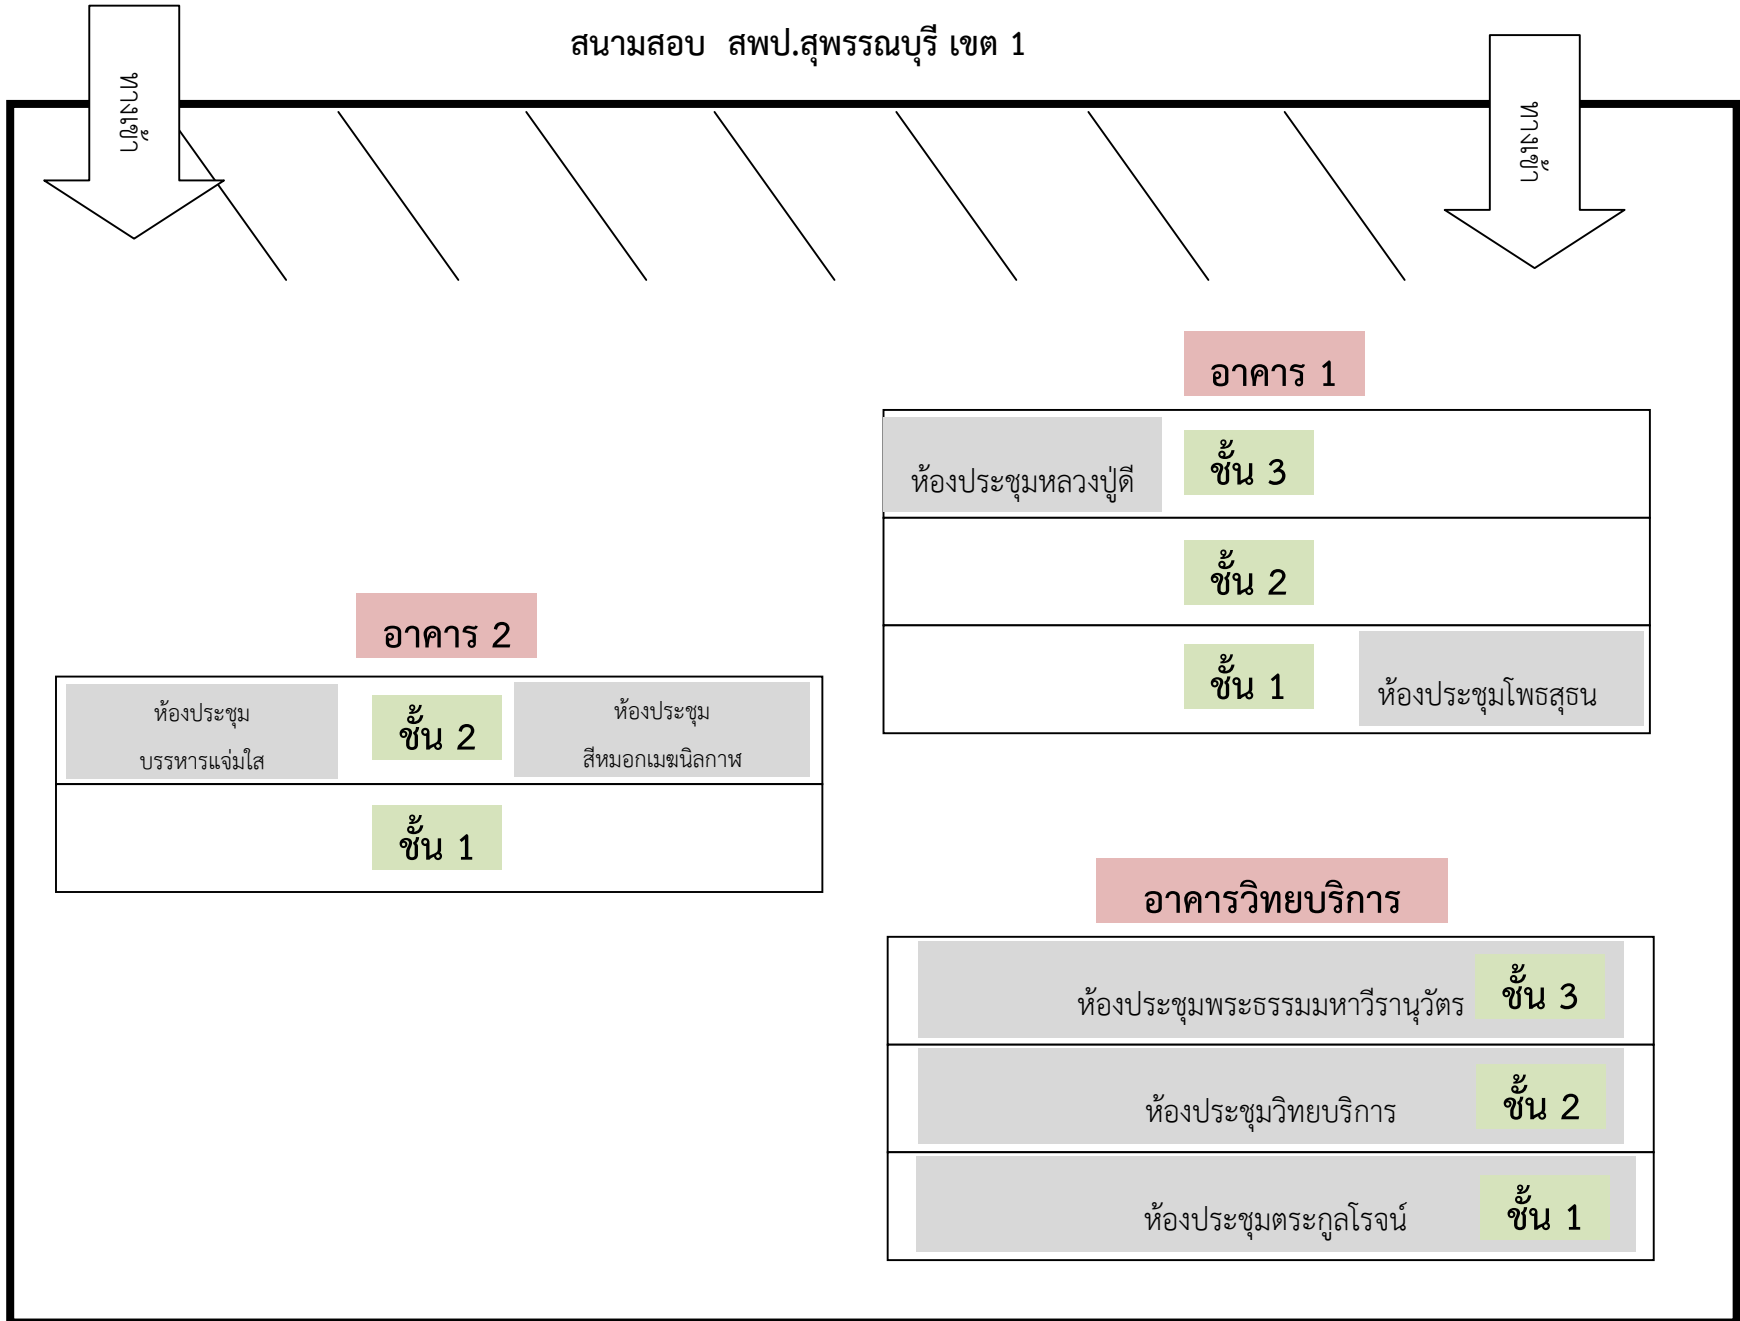 สนามสอบ สพป.สุพรรณบุรี เขต 1
ทางเข้า
ทางเข้า
อาคาร 1
ห้องประชุมหลวงปู่ดี
ชั้น 3
ชั้น 2
ชั้น 1
ห้องประชุมโพธสุธน
อาคาร 2
ห้องประชุม
บรรหารแจ่มใส
ชั้น 2
ห้องประชุม
สีหมอกเมฆนิลกาฬ
ชั้น 1
อาคารวิทยบริการ
ห้องประชุมพระธรรมมหาวีรานุวัตร
ชั้น 3
ห้องประชุมวิทยบริการ
ชั้น 2
ห้องประชุมตระกูลโรจน์
ชั้น 1